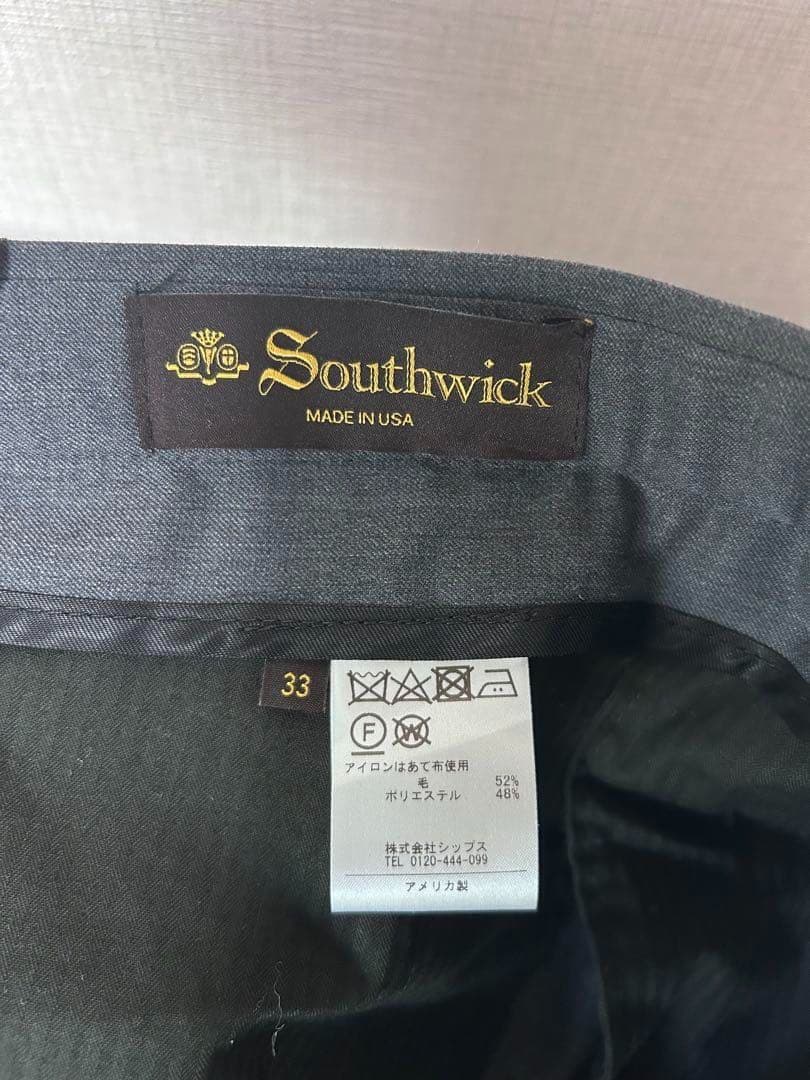 Southwick
MADE IN USA
33
F W
アイロンはあて布使用
毛 52%
ポリエステル 48%
株式会社シップス
TEL 0120-444-099
アメリカ製